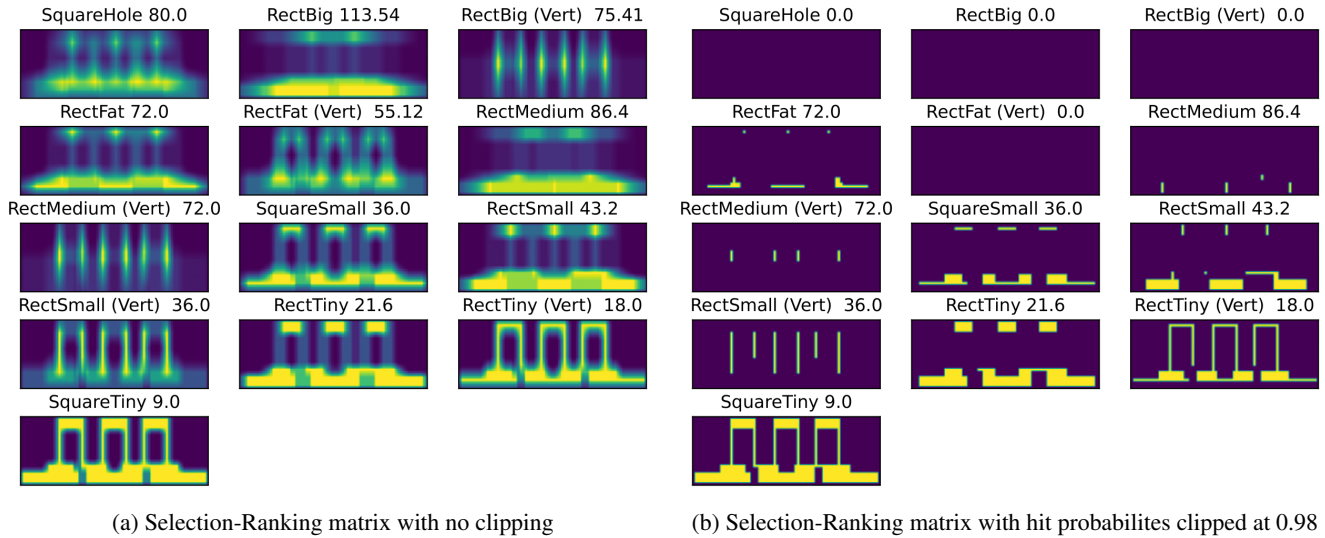 SquareHole 80.0
RectBig 113.54
RectBig (Vert)  75.41
RectFat 72.0
RectFat (Vert)  55.12
RectMedium 86.4
RectMedium (Vert)  72.0
SquareSmall 36.0
RectSmall 43.2
RectSmall (Vert)  36.0
RectTiny 21.6
RectTiny (Vert)  18.0
SquareTiny 9.0
(a) Selection-Ranking matrix with no clipping
SquareHole 0.0
RectBig 0.0
RectBig (Vert)  0.0
RectFat 72.0
RectFat (Vert)  0.0
RectMedium 86.4
RectMedium (Vert)  72.0
SquareSmall 36.0
RectSmall 43.2
RectSmall (Vert)  36.0
RectTiny 21.6
RectTiny (Vert)  18.0
SquareTiny 9.0
(b) Selection-Ranking matrix with hit probabilites clipped at 0.98